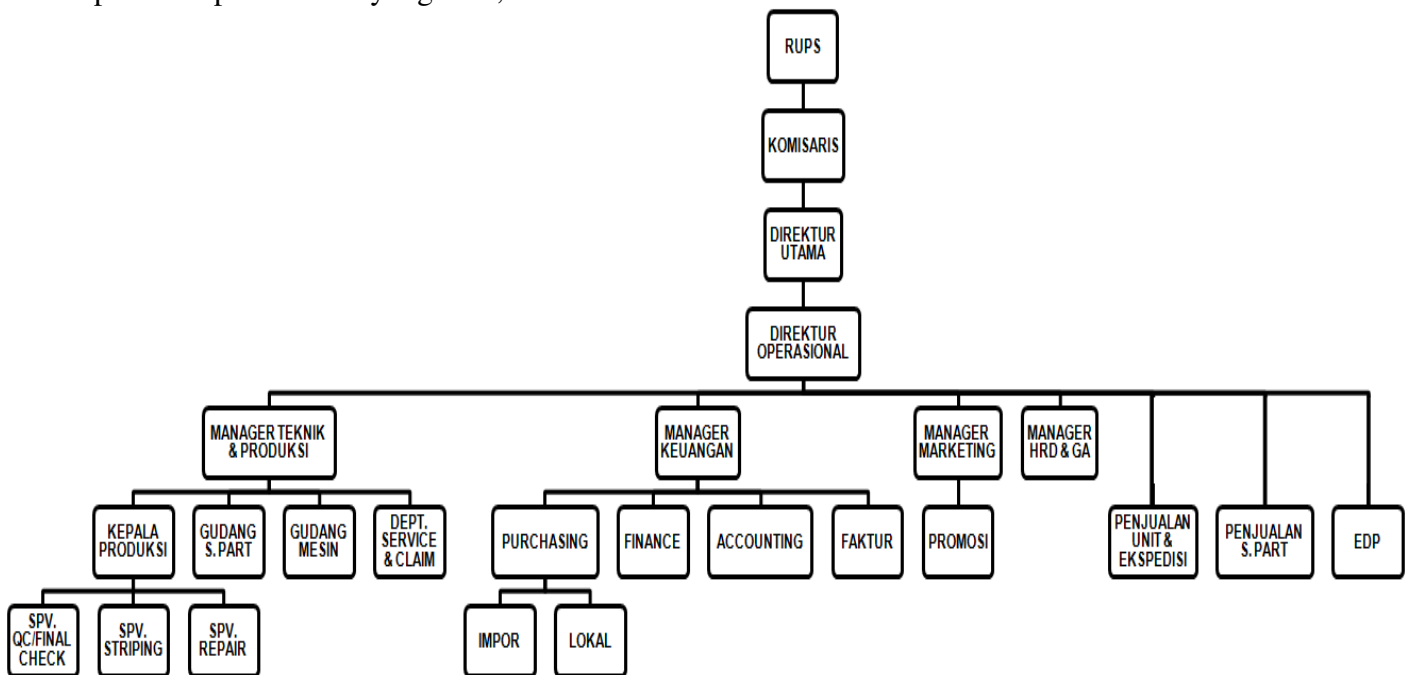 RUPS
KOMISARIS
DIREKTUR
UTAMA
DIREKTUR
OPERASIONAL
MANAGER TEKNIK
& PRODUKSI
MANAGER
KEUANGAN
MANAGER
MARKETING
MANAGER
HRD & GA
KEPALA
PRODUKSI
GUDANG
S. PART
GUDANG
MESIN
DEPT.
SERVICE
& CLAIM
PURCHASING
FINANCE
ACCOUNTING
FAKTUR
PROMOSI
PENJUALAN
UNIT &
EKSPEDISI
PENJUALAN
S. PART
EDP
SPV.
QC/FINAL
CHECK
SPV.
STRIPING
SPV.
REPAIR
IMPOR
LOKAL